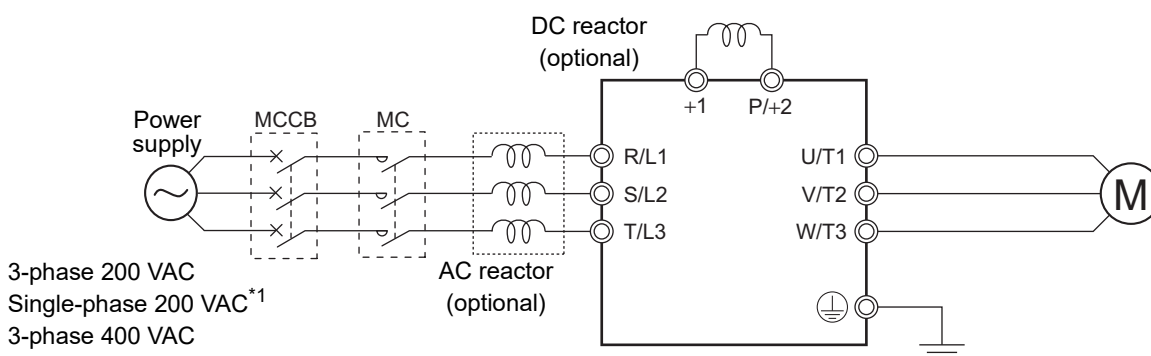 DC reactor
(optional)
+1
P/+2
Power
supply
MCCB
MC
R/L1
U/T1
S/L2
V/T2
M
T/L3
W/T3
3-phase 200 VAC
Single-phase 200 VAC*1
3-phase 400 VAC
AC reactor
(optional)